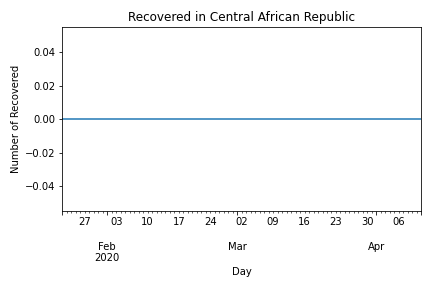 Recovered in Central African Republic
Number of Recovered
0.04
0.02
0.00
−0.02
−0.04
27 03 10 17 24 02 09 16 23 30 06
Feb Mar Apr
2020
Day